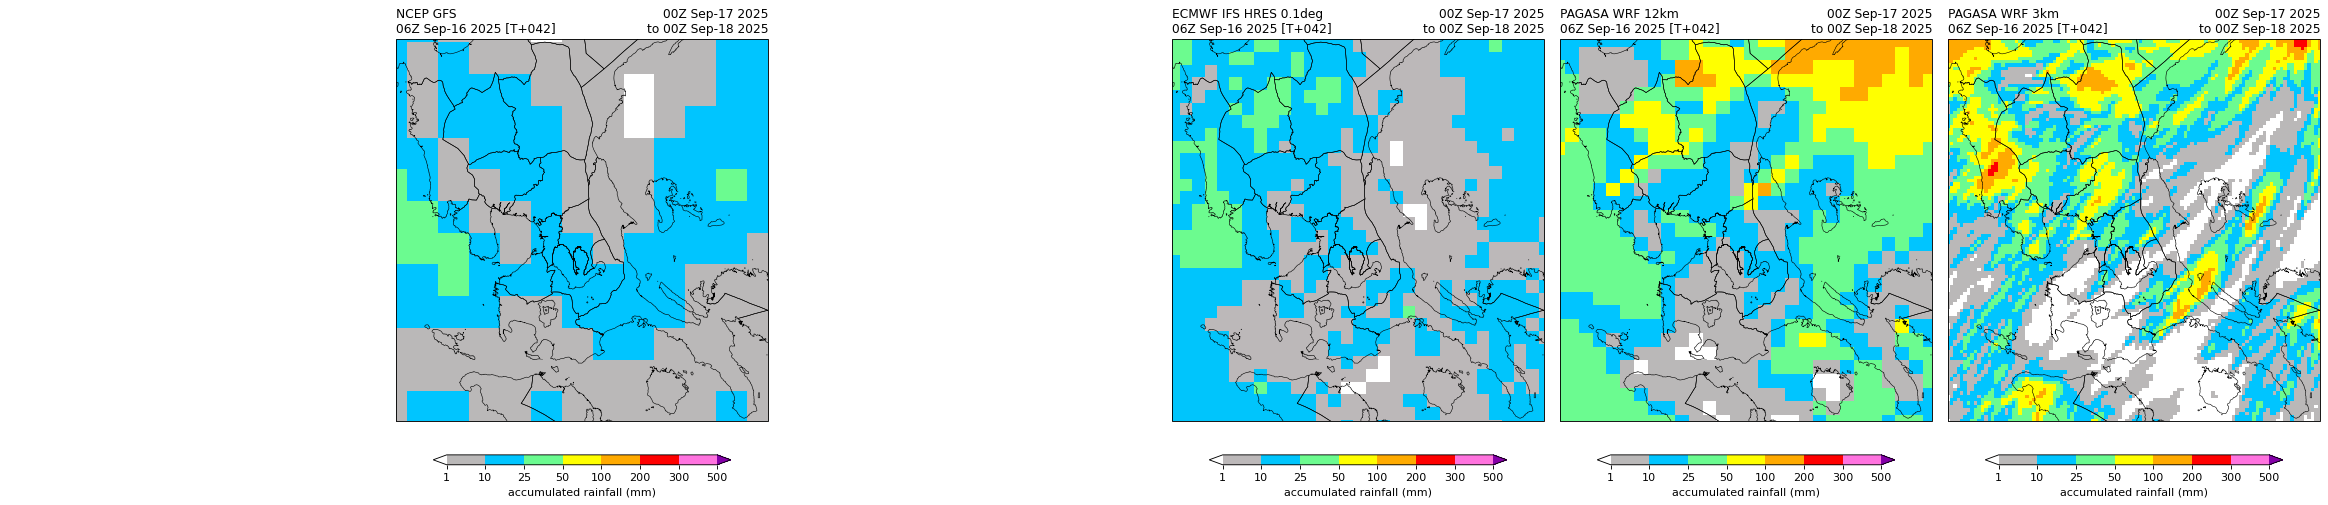 NCEP GFS 00Z Sep-17 2025
06Z Sep-16 2025 [T+042] to 00Z Sep-18 2025
1 10 25 50 100 200 300 500
accumulated rainfall (mm)
ECMWF IFS HRES 0.1deg 00Z Sep-17 2025
06Z Sep-16 2025 [T+042] to 00Z Sep-18 2025
1 10 25 50 100 200 300 500
accumulated rainfall (mm)
PAGASA WRF 12km 00Z Sep-17 2025
06Z Sep-16 2025 [T+042] to 00Z Sep-18 2025
1 10 25 50 100 200 300 500
accumulated rainfall (mm)
PAGASA WRF 3km 00Z Sep-17 2025
06Z Sep-16 2025 [T+042] to 00Z Sep-18 2025
1 10 25 50 100 200 300 500
accumulated rainfall (mm)